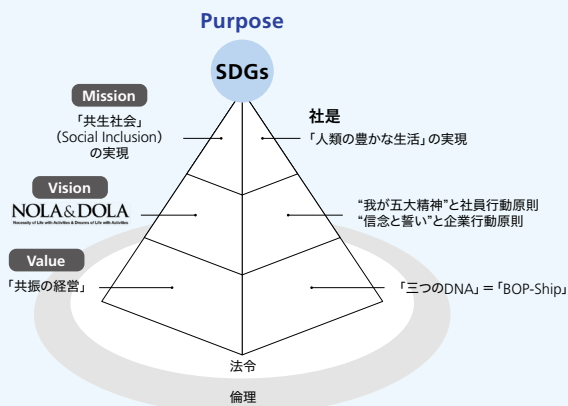 Purpose
SDGs
Mission
「共生社会」
(Social Inclusion)
の実現
社是
「人類の豊かな生活」の実現
Vision
NOLA&DOLA
Necessity of Life with Activities & Dreams of Life with Activities
“我が五大精神”と社員行動原則
“信念と誓い”と企業行動原則
Value
「共振の経営」
「三つのDNA」＝「BOP-Ship」
法令
倫理